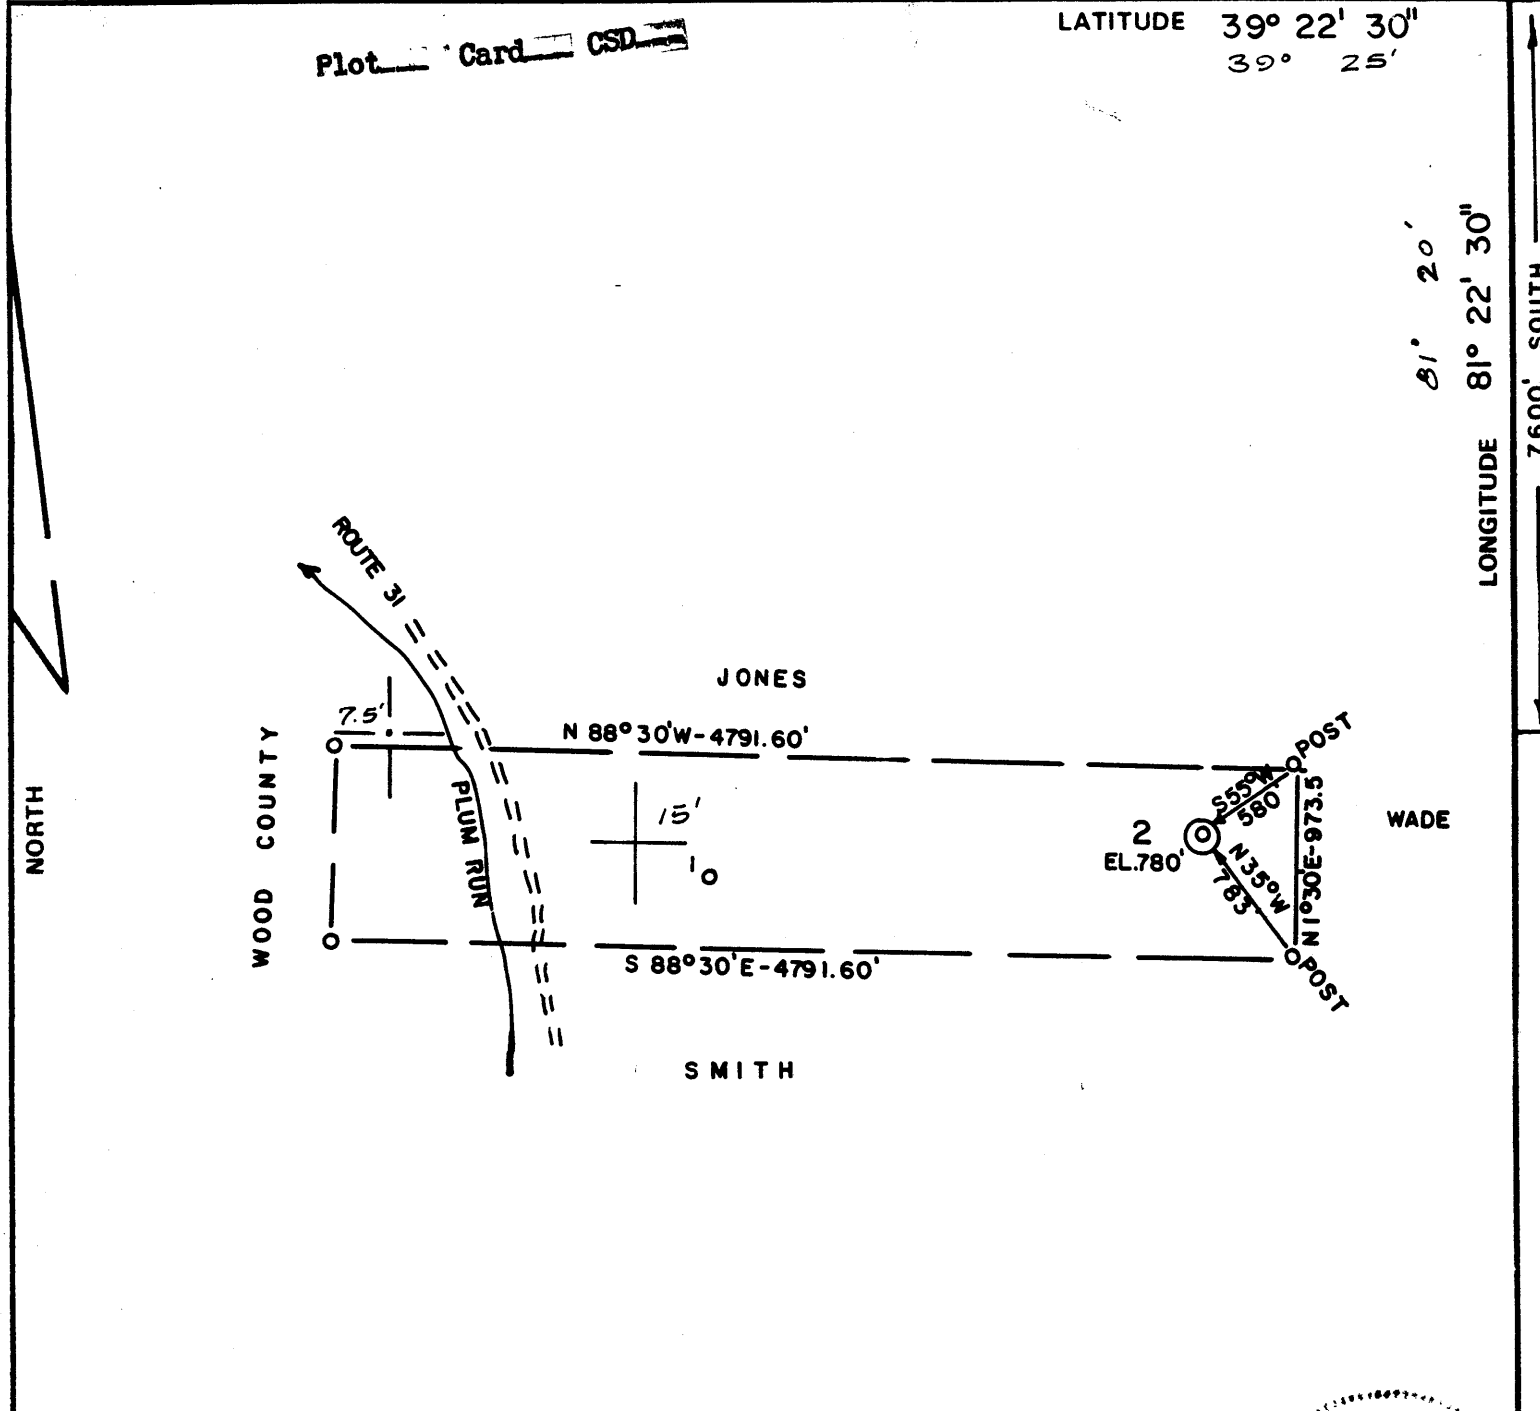 LATITUDE 39° 22' 30"
39° 25'
Plot Card CSD
81° 20'
LONGITUDE 81° 22' 30"
7600' SOUTH
ROUTE 31
JONES
7.5'
N 88°30'W-4791.60'
POST
S55°W
580'
WOOD COUNTY
NORTH
PLUM RUN
15'
1
2
EL.780'
N35°W
783'
N1°30'E-973.5
WADE
S 88°30'E-4791.60'
POST
SMITH